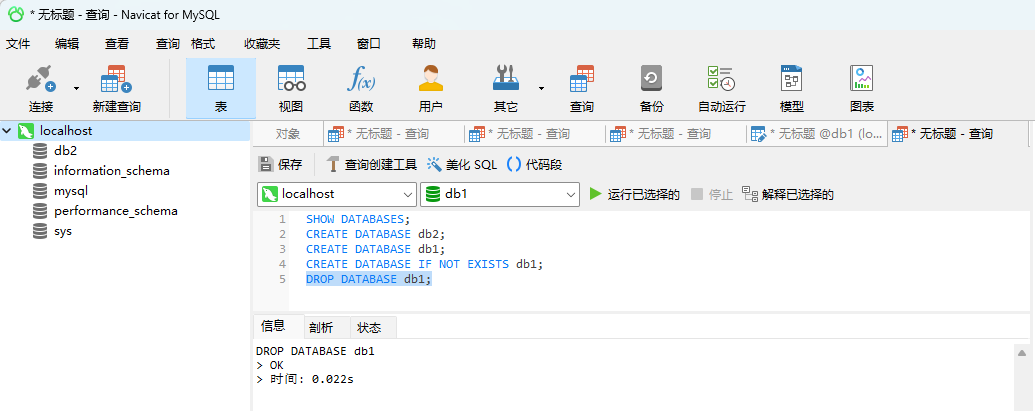 * 无标题 - 查询 - Navicat for MySQL
文件 编辑 查看 查询 格式 收藏夹 工具 窗口 帮助
连接 新建查询 表 视图 函数 用户 其它 查询 备份 自动运行 模型 图表
f(x)
localhost
db2
information_schema
mysql
performance_schema
sys
对象 * 无标题 - 查询 * 无标题 - 查询 * 无标题 - 查询 * 无标题 @db1 (lo... * 无标题 - 查询
保存 查询创建工具 美化 SQL () 代码段
localhost db1 运行已选择的 停止 解释已选择的
1 SHOW DATABASES;
2 CREATE DATABASE db2;
3 CREATE DATABASE db1;
4 CREATE DATABASE IF NOT EXISTS db1;
5 DROP DATABASE db1;
信息 剖析 状态
DROP DATABASE db1
> OK
> 时间: 0.022s